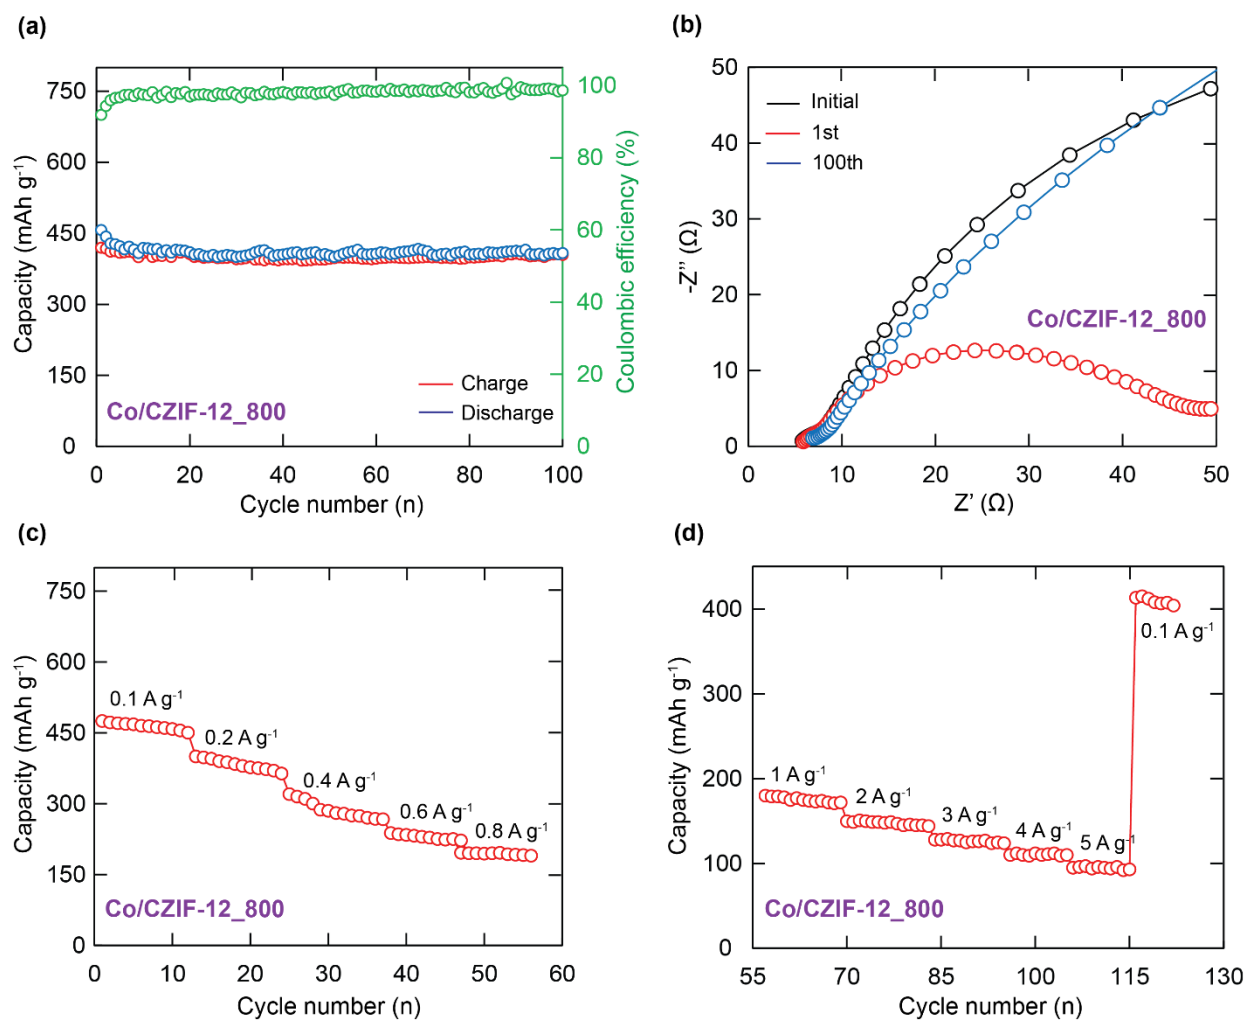 (a)
750
600
450
300
150
0
Capacity (mAh g⁻¹)
0 20 40 60 80 100
Cycle number (n)
100
80
60
40
20
0
Coulombic efficiency (%)
Charge
Discharge
Co/CZIF-12_800
(b)
50
40
30
20
10
0
-Z" (Ω)
Initial
1st
100th
Co/CZIF-12_800
0 10 20 30 40 50
Z' (Ω)
(c)
750
600
450
300
150
0
Capacity (mAh g⁻¹)
0.1 A g⁻¹
0.2 A g⁻¹
0.4 A g⁻¹
0.6 A g⁻¹
0.8 A g⁻¹
Co/CZIF-12_800
0 10 20 30 40 50 60
Cycle number (n)
(d)
400
300
200
100
0
Capacity (mAh g⁻¹)
0.1 A g⁻¹
1 A g⁻¹
2 A g⁻¹
3 A g⁻¹
4 A g⁻¹
5 A g⁻¹
Co/CZIF-12_800
55 70 85 100 115 130
Cycle number (n)